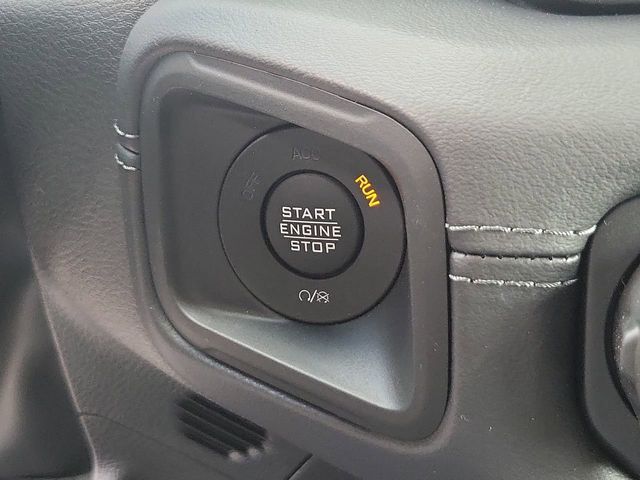 ACC
OFF
RUN
START
ENGINE
STOP